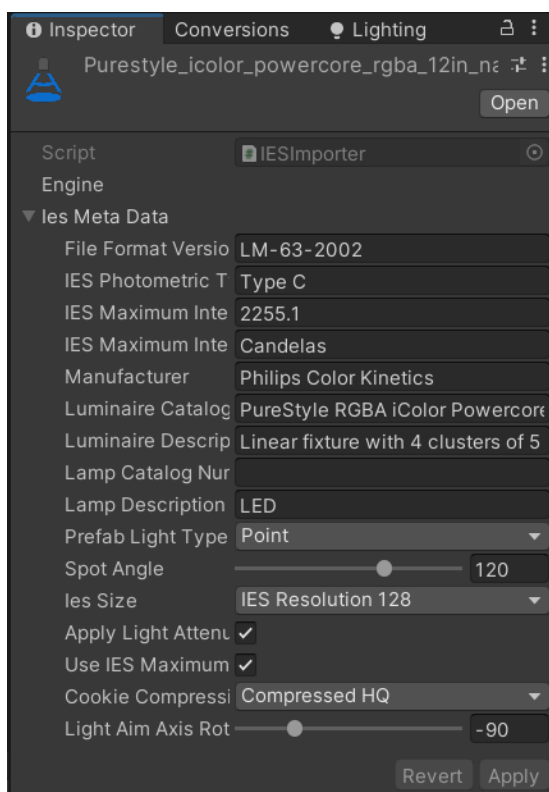 Inspector Conversions Lighting
Purestyle_icolor_powercore_rgba_12in_na
Open
Script IESImporter
Engine
Ies Meta Data
File Format Versio LM-63-2002
IES Photometric T Type C
IES Maximum Inte 2255.1
IES Maximum Inte Candelas
Manufacturer Philips Color Kinetics
Luminaire Catalog PureStyle RGBA iColor Powercore
Luminaire Descrip Linear fixture with 4 clusters of 5
Lamp Catalog Nur
Lamp Description LED
Prefab Light Type Point
Spot Angle 120
Ies Size IES Resolution 128
Apply Light Attenu
Use IES Maximum
Cookie Compressi Compressed HQ
Light Aim Axis Rot -90
Revert Apply